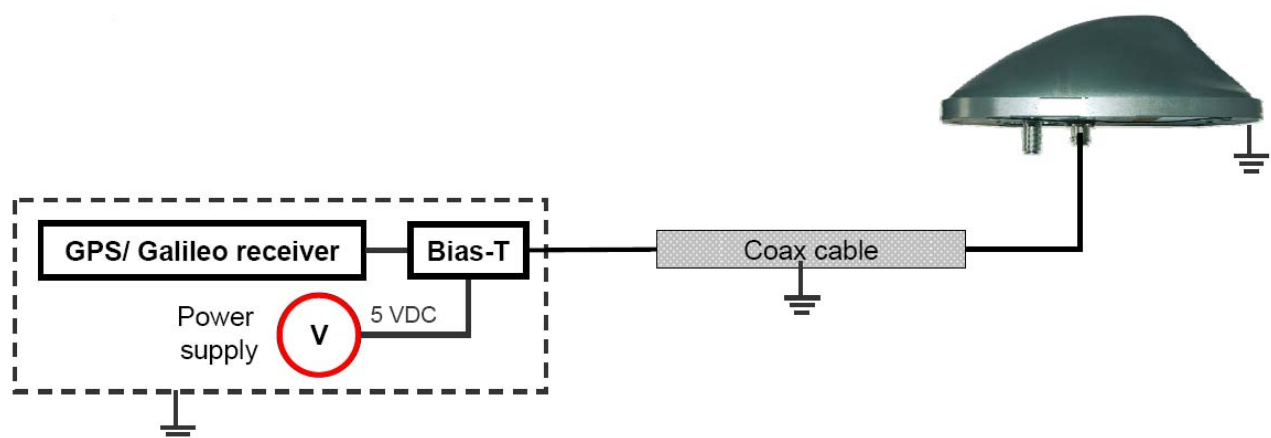 GPS/ Galileo receiver
Bias-T
Coax cable
Power
supply
V
5 VDC